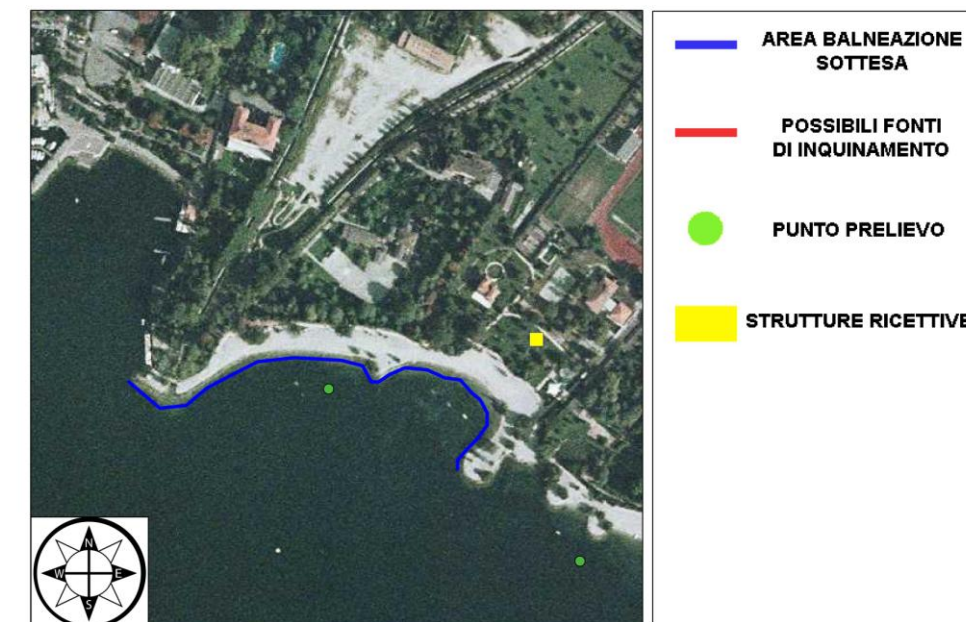 AREA BALNEAZIONE
SOTTESA
POSSIBILI FONTI
DI INQUINAMENTO
PUNTO PRELIEVO
STRUTTURE RICETTIVE
N
W
E
S